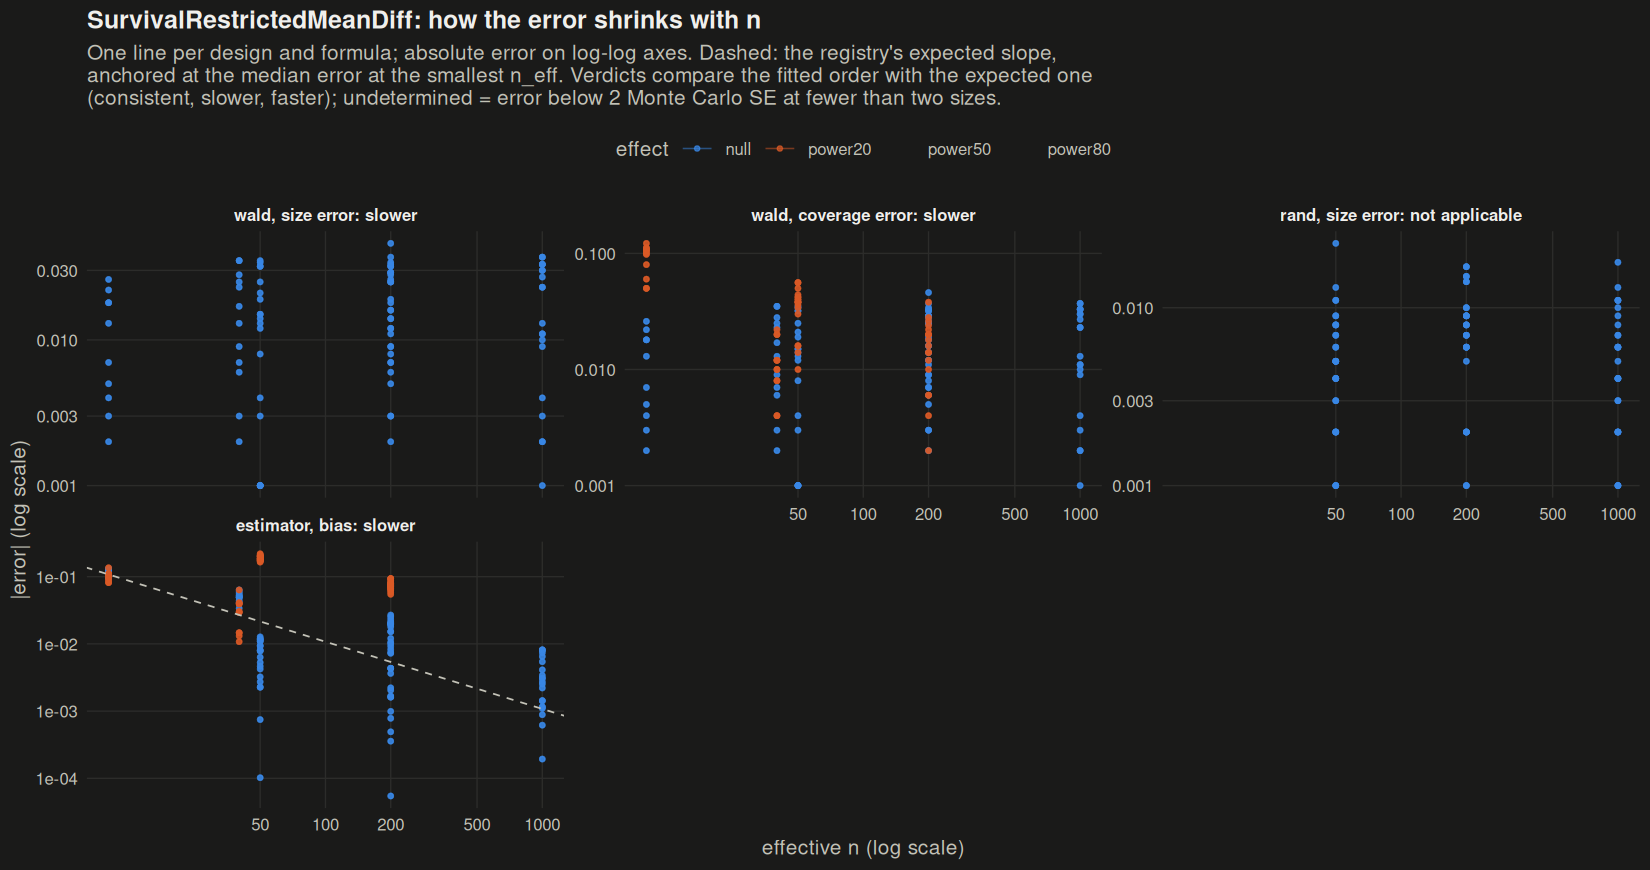 SurvivalRestrictedMeanDiff: how the error shrinks with n
One line per design and formula; absolute error on log-log axes. Dashed: the registry's expected slope,
anchored at the median error at the smallest n_eff. Verdicts compare the fitted order with the expected one
(consistent, slower, faster); undetermined = error below 2 Monte Carlo SE at fewer than two sizes.
effect null power20 power50 power80
wald, size error: slower
0.030
0.010
0.003
0.001
wald, coverage error: slower
0.100
0.010
0.001
50 100 200 500 1000
rand, size error: not applicable
0.010
0.003
0.001
50 100 200 500 1000
estimator, bias: slower
1e-01
1e-02
1e-03
1e-04
50 100 200 500 1000
|error| (log scale)
effective n (log scale)